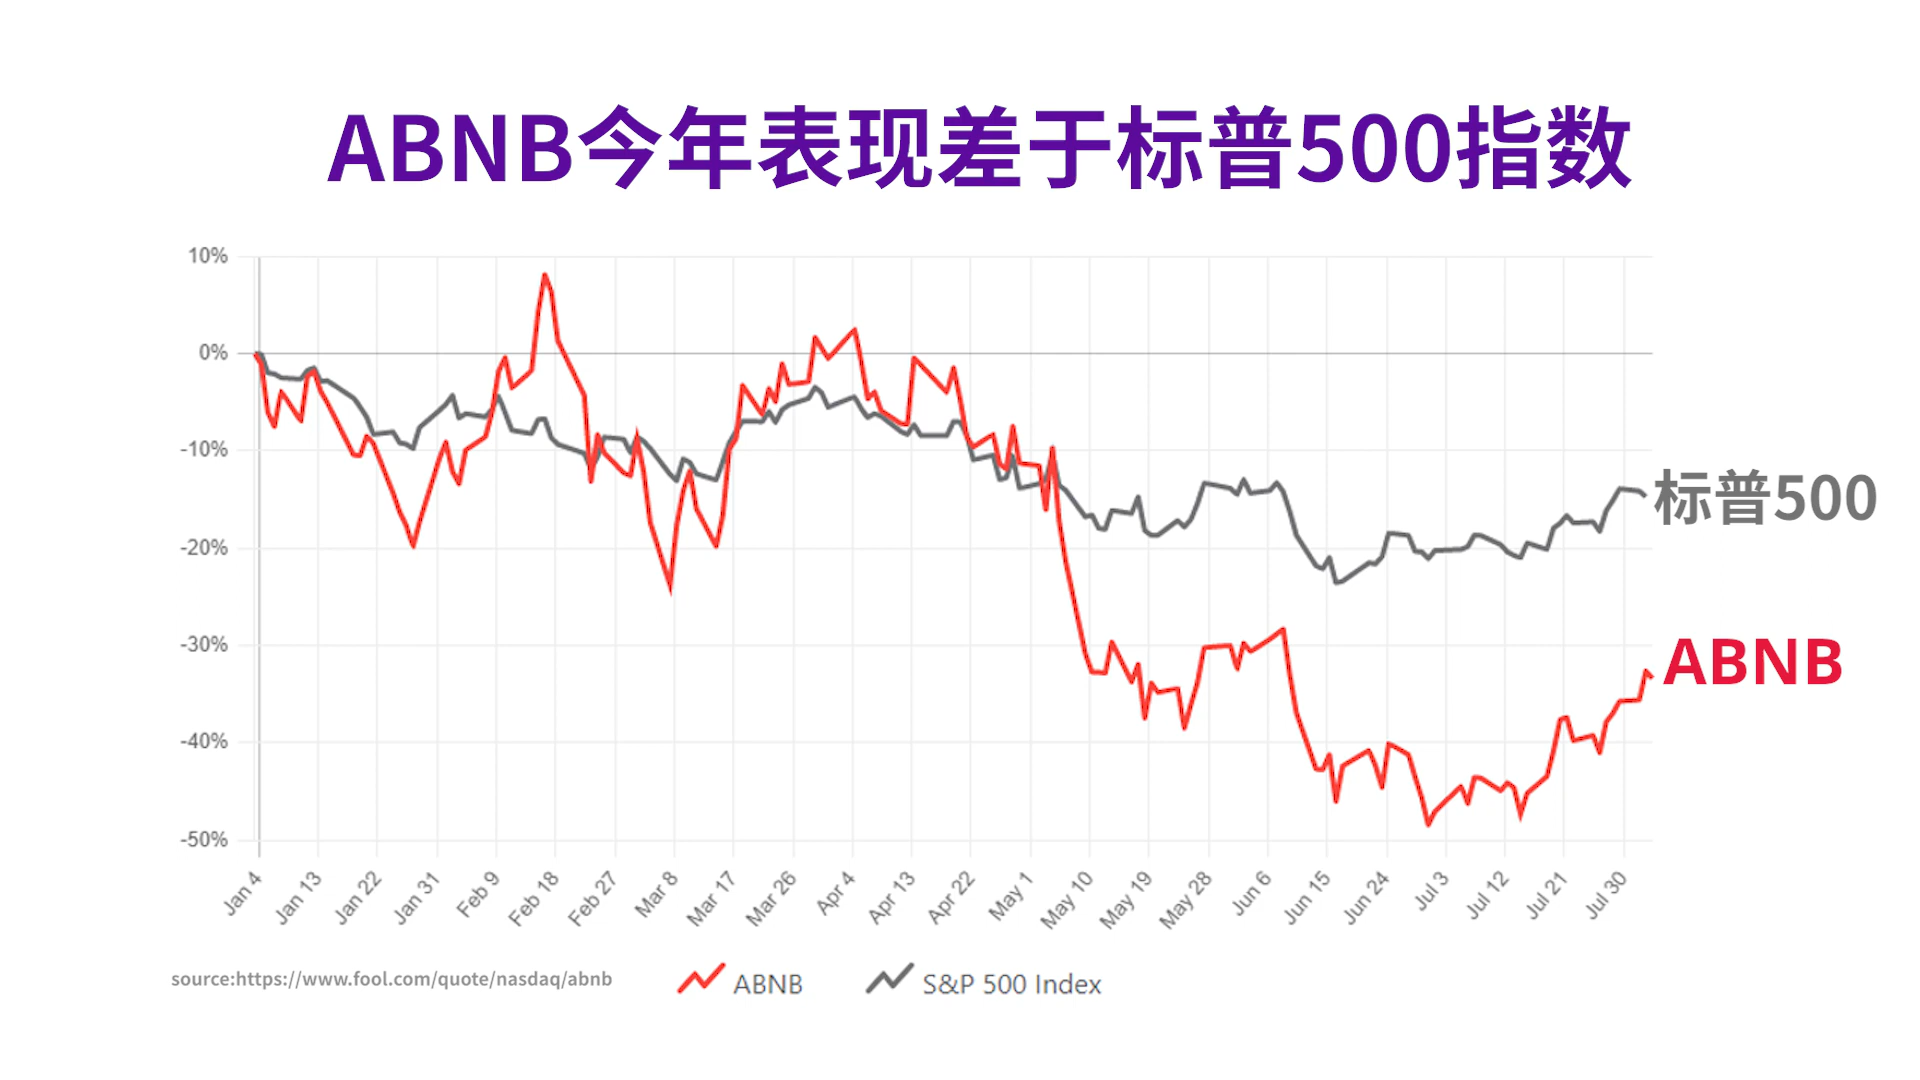 ABNB今年表现差于标普500指数
10%
0%
-10%
-20%
-30%
-40%
-50%
标普500
ABNB
Jan 4
Jan 13
Jan 22
Jan 31
Feb 9
Feb 18
Feb 27
Mar 8
Mar 17
Mar 26
Apr 4
Apr 13
Apr 22
May 1
May 10
May 19
May 28
Jun 6
Jun 15
Jun 24
Jul 3
Jul 12
Jul 21
Jul 30
source:https://www.fool.com/quote/nasdaq/abnb
ABNB
S&P 500 Index